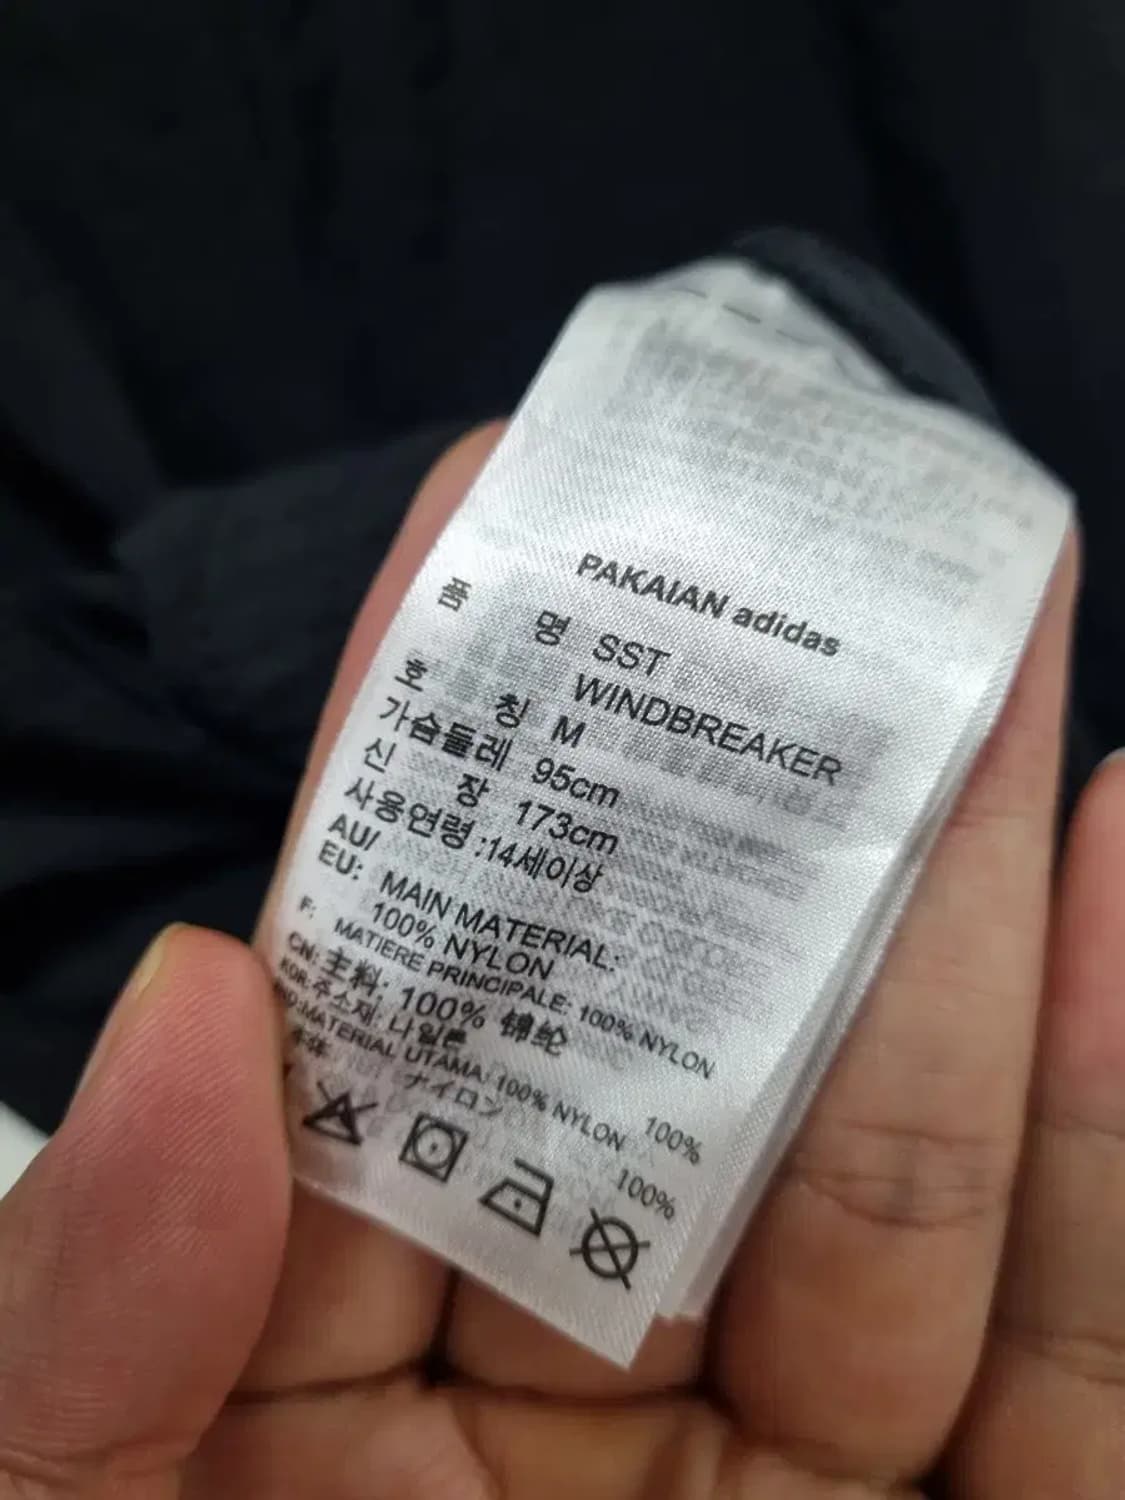 PAKAIAN adidas
품 명 SST
WINDBREAKER
호 칭 M
가슴둘레 95cm
신 장 173cm
사용연령 :14세이상
AU/
EU: MAIN MATERIAL:
100% NYLON
F: MATIERE PRINCIPALE: 100% NYLON
CN: 主料: 100% 锦纶
KOR: 주소재: 나일론 100%
IND:MATERIAL UTAMA: 100% NYLON
本体 ナイロン 100%